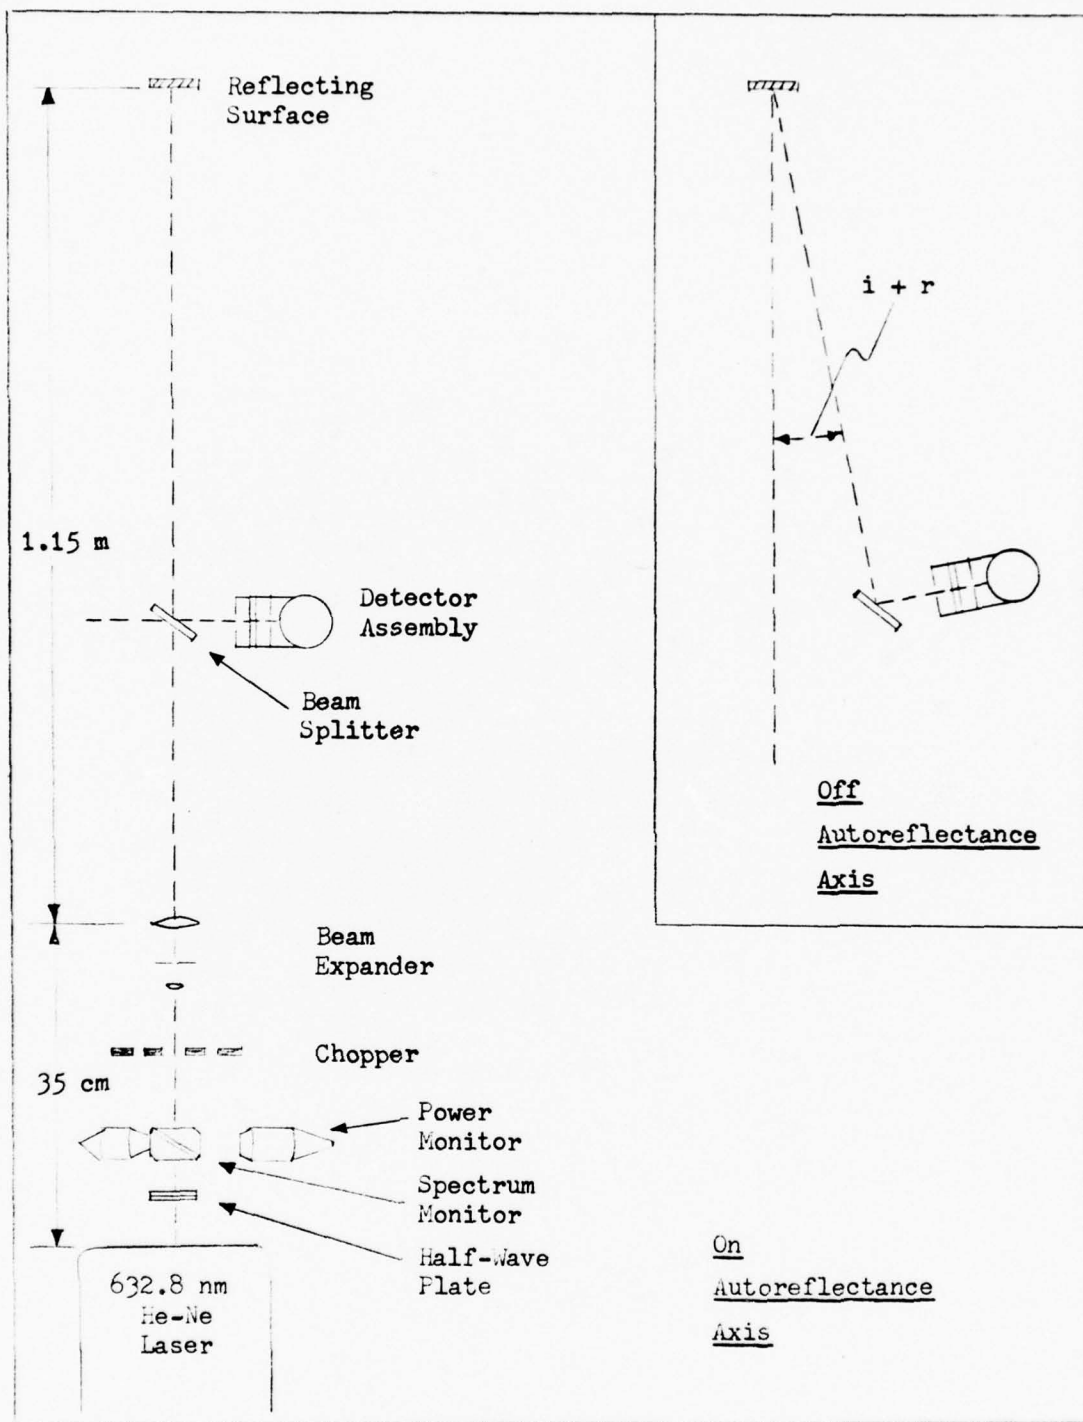 Reflecting
Surface
i + r
1.15 m
Detector
Assembly
Beam
Splitter
Off
Autoreflectance
Axis
Beam
Expander
Chopper
35 cm
Power
Monitor
Spectrum
Monitor
Half-Wave
Plate
632.8 nm
He-Ne
Laser
On
Autoreflectance
Axis